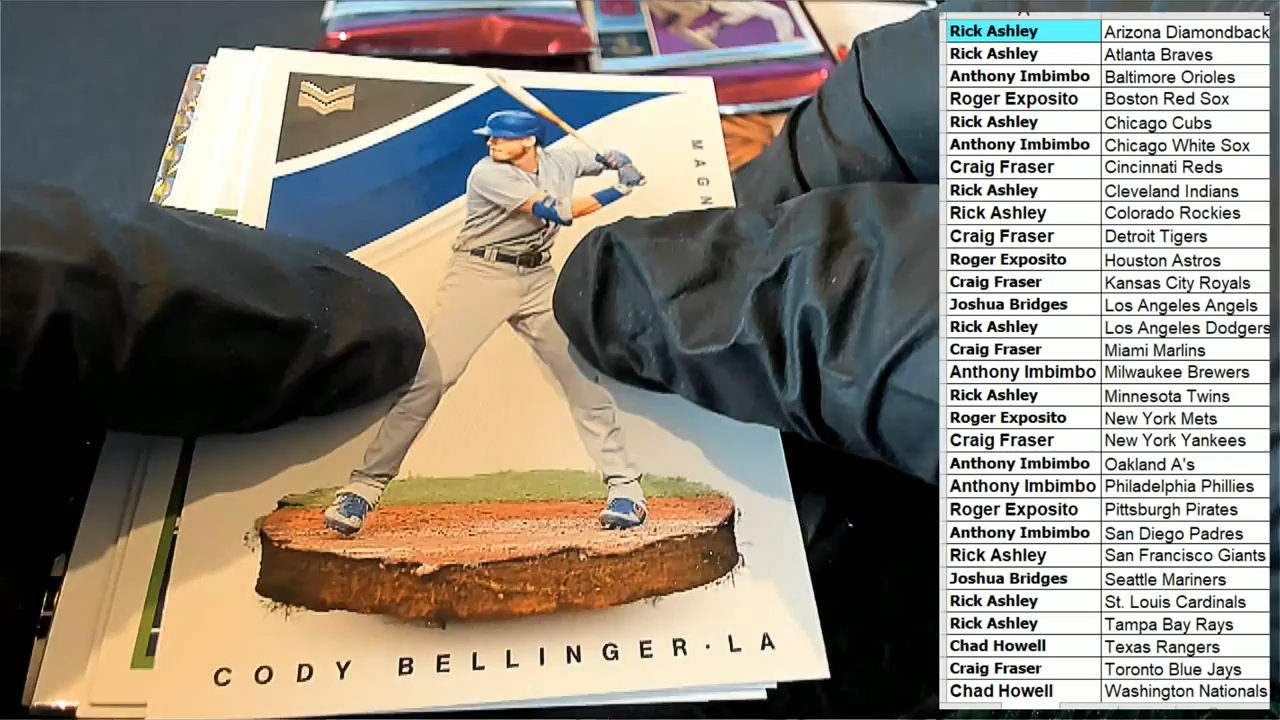 MAGN
CODY BELLINGER · LA
Rick Ashley Arizona Diamondback
Rick Ashley Atlanta Braves
Anthony Imbimbo Baltimore Orioles
Roger Exposito Boston Red Sox
Rick Ashley Chicago Cubs
Anthony Imbimbo Chicago White Sox
Craig Fraser Cincinnati Reds
Rick Ashley Cleveland Indians
Rick Ashley Colorado Rockies
Craig Fraser Detroit Tigers
Roger Exposito Houston Astros
Craig Fraser Kansas City Royals
Joshua Bridges Los Angeles Angels
Rick Ashley Los Angeles Dodgers
Craig Fraser Miami Marlins
Anthony Imbimbo Milwaukee Brewers
Rick Ashley Minnesota Twins
Roger Exposito New York Mets
Craig Fraser New York Yankees
Anthony Imbimbo Oakland A's
Anthony Imbimbo Philadelphia Phillies
Roger Exposito Pittsburgh Pirates
Anthony Imbimbo San Diego Padres
Rick Ashley San Francisco Giants
Joshua Bridges Seattle Mariners
Rick Ashley St. Louis Cardinals
Rick Ashley Tampa Bay Rays
Chad Howell Texas Rangers
Craig Fraser Toronto Blue Jays
Chad Howell Washington Nationals